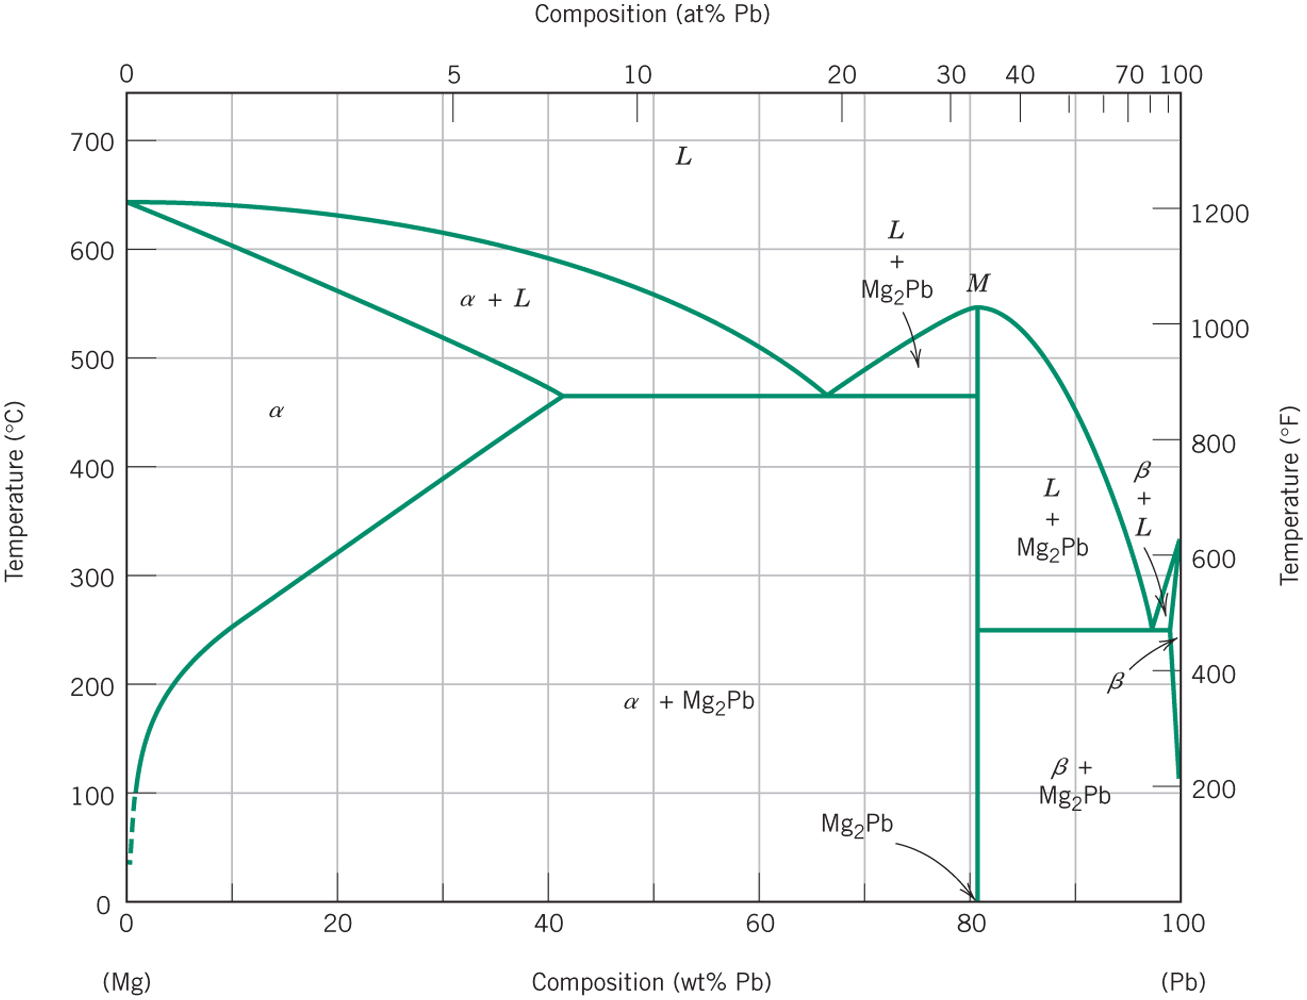 Composition (at% Pb)
0 5 10 20 30 40 70 100
700
L
1200
600
L
+
Mg2Pb
M
α + L
1000
500
α
800
400
β
+
L
L
+
Mg2Pb
600
300
200
400
β
α + Mg2Pb
β +
Mg2Pb
200
100
Mg2Pb
0
0 20 40 60 80 100
(Mg) Composition (wt% Pb) (Pb)
Temperature (°C)
Temperature (°F)